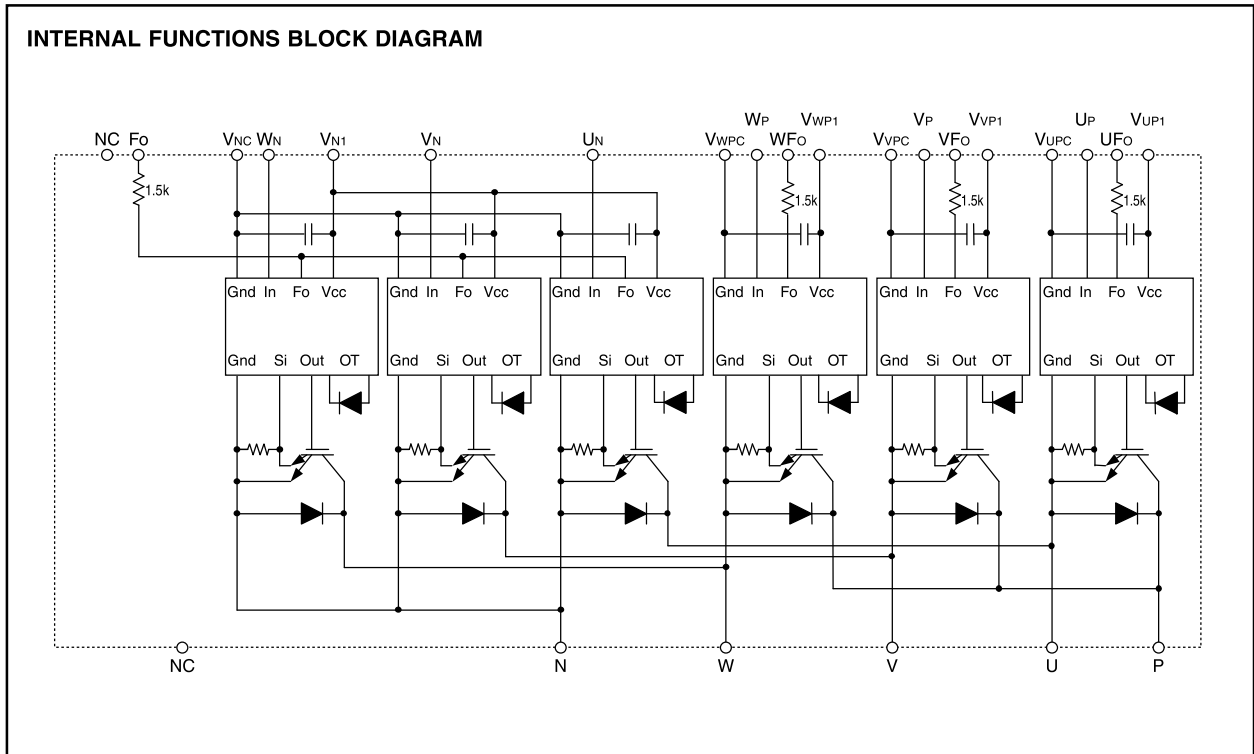 INTERNAL FUNCTIONS BLOCK DIAGRAM
WP VWP1 VP VVP1 UP VUP1
NC Fo VNC WN VN1 VN UN VWPC WFO VVPC VFO VUPC UFO
1.5k 1.5k 1.5k 1.5k
Gnd In Fo Vcc Gnd In Fo Vcc Gnd In Fo Vcc Gnd In Fo Vcc Gnd In Fo Vcc Gnd In Fo Vcc
Gnd Si Out OT Gnd Si Out OT Gnd Si Out OT Gnd Si Out OT Gnd Si Out OT Gnd Si Out OT
NC N W V U P